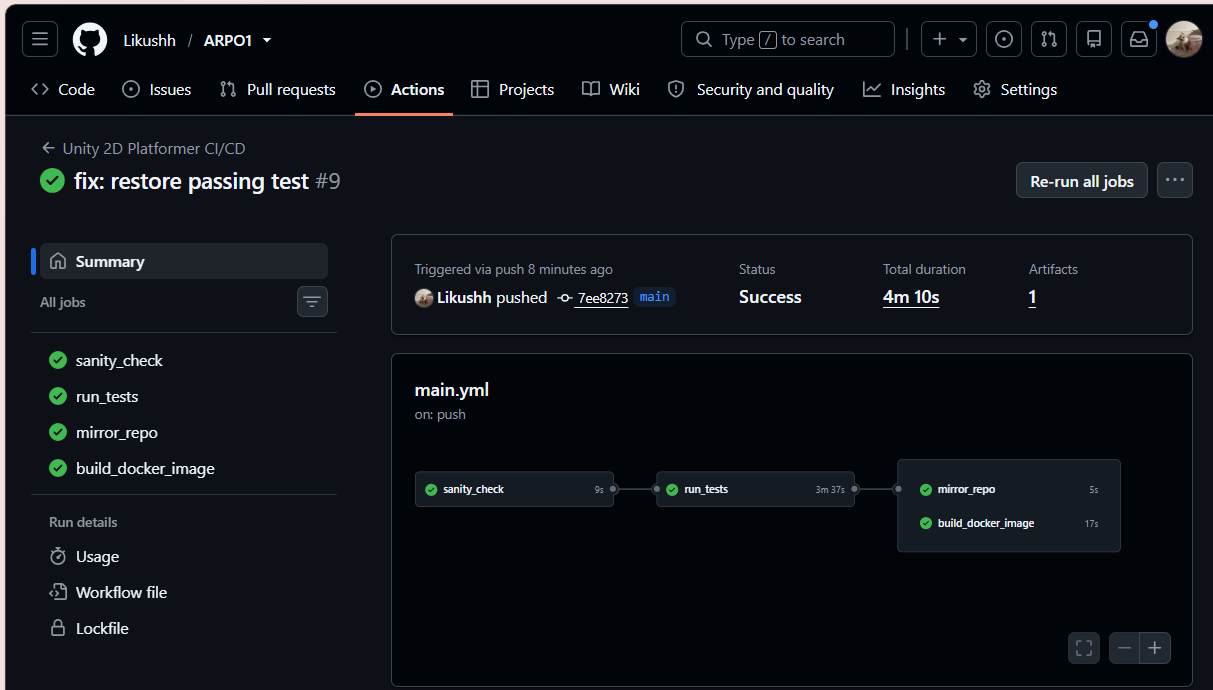 Likushh / ARPO1
Type / to search
Code Issues Pull requests Actions Projects Wiki Security and quality Insights Settings
Unity 2D Platformer CI/CD
fix: restore passing test #9
Re-run all jobs
Summary
All jobs
sanity_check
run_tests
mirror_repo
build_docker_image
Run details
Usage
Workflow file
Lockfile
Triggered via push 8 minutes ago
Likushh pushed 7ee8273 main
Status
Success
Total duration
4m 10s
Artifacts
1
main.yml
on: push
sanity_check 9s
run_tests 3m 37s
mirror_repo 5s
build_docker_image 17s